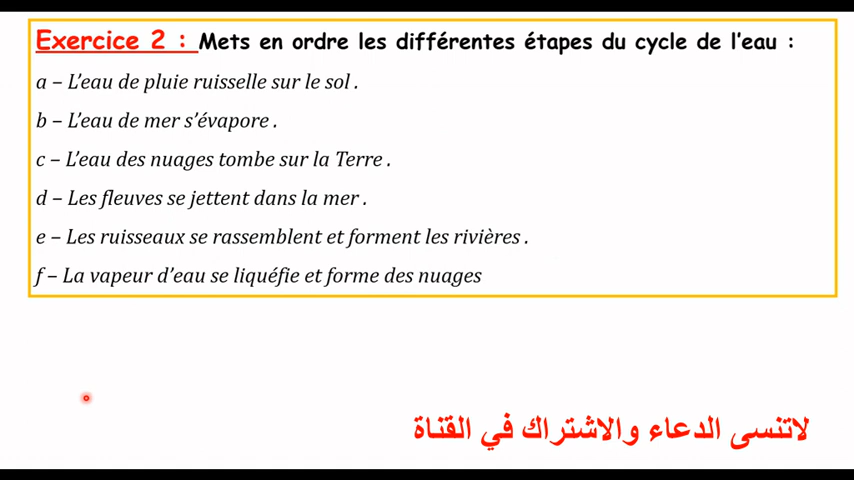 Exercice 2 : Mets en ordre les différentes étapes du cycle de l'eau :
a – L'eau de pluie ruisselle sur le sol .
b – L'eau de mer s'évapore .
c – L'eau des nuages tombe sur la Terre .
d – Les fleuves se jettent dans la mer .
e – Les ruisseaux se rassemblent et forment les rivières .
f – La vapeur d'eau se liquéfie et forme des nuages
لاتنسى الدعاء والاشتراك في القناة